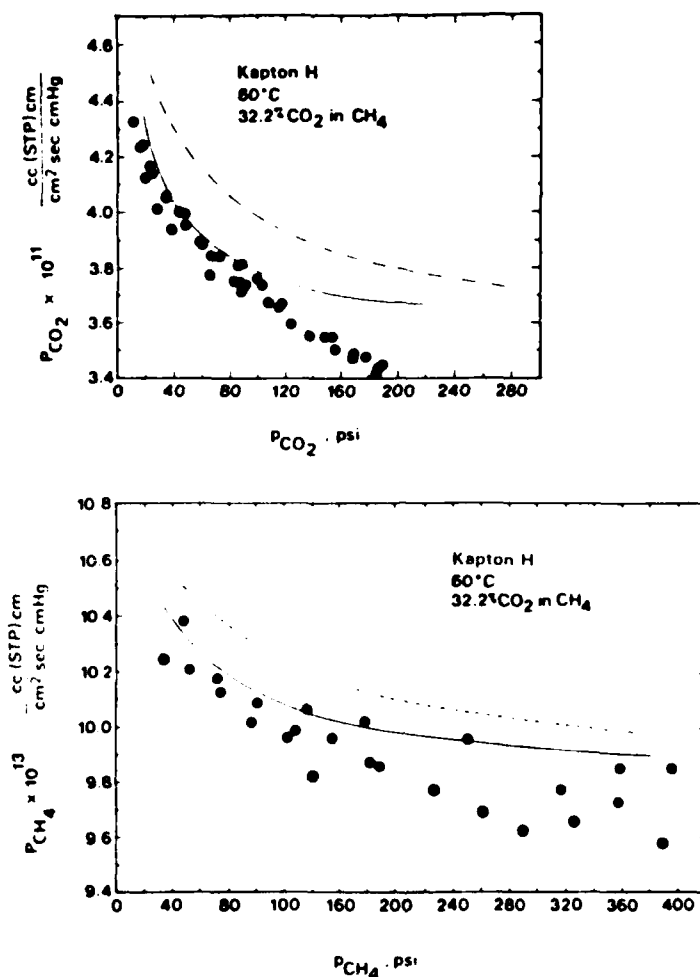 4.6
4.4
4.2
4.0
3.8
3.6
3.4
P CO2 × 10^11
cc (STP) cm
cm2 sec cmHg
Kapton H
60°C
32.2% CO2 in CH4
0 40 80 120 160 200 240 280
pCO2 . psi
10.8
10.6
10.4
10.2
10.0
9.8
9.6
9.4
P CH4 × 10^13
cc (STP) cm
cm2 sec cmHg
Kapton H
60°C
32.2% CO2 in CH4
0 40 80 120 160 200 240 280 320 360 400
pCH4 . psi